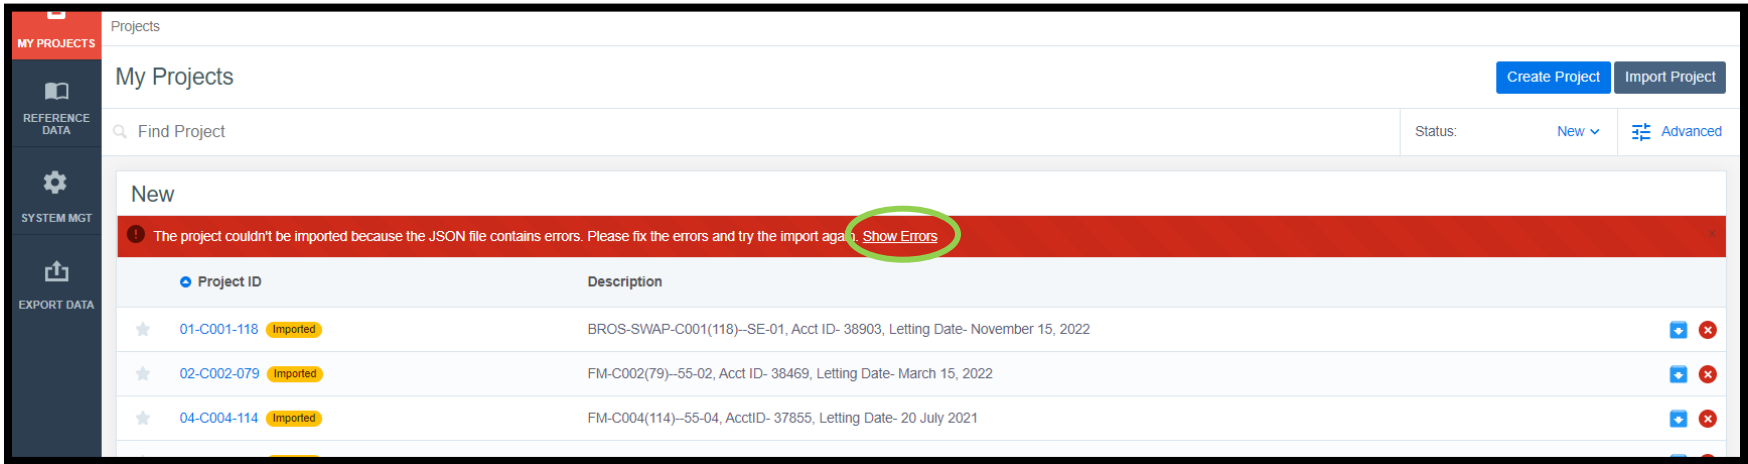 MY PROJECTS
REFERENCE
DATA
SYSTEM MGT
EXPORT DATA
Projects
My Projects
Create Project
Import Project
Find Project
Status:
New
Advanced
New
! The project couldn't be imported because the JSON file contains errors. Please fix the errors and try the import again. Show Errors x
Project ID
Description
01-C001-118 Imported BROS-SWAP-C001(118)--SE-01, Acct ID- 38903, Letting Date- November 15, 2022
02-C002-079 Imported FM-C002(79)--55-02, Acct ID- 38469, Letting Date- March 15, 2022
04-C004-114 Imported FM-C004(114)--55-04, AcctID- 37855, Letting Date- 20 July 2021